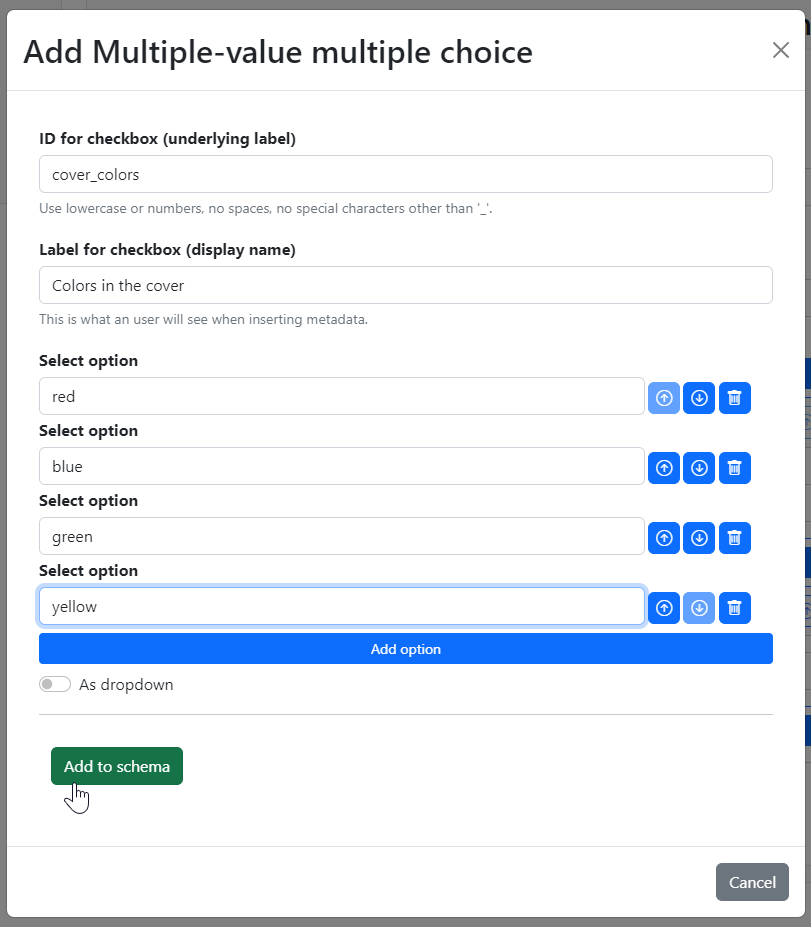 Add Multiple-value multiple choice
ID for checkbox (underlying label)
cover_colors
Use lowercase or numbers, no spaces, no special characters other than '_'.
Label for checkbox (display name)
Colors in the cover
This is what an user will see when inserting metadata.
Select option
red
Select option
blue
Select option
green
Select option
yellow
Add option
As dropdown
Add to schema
Cancel